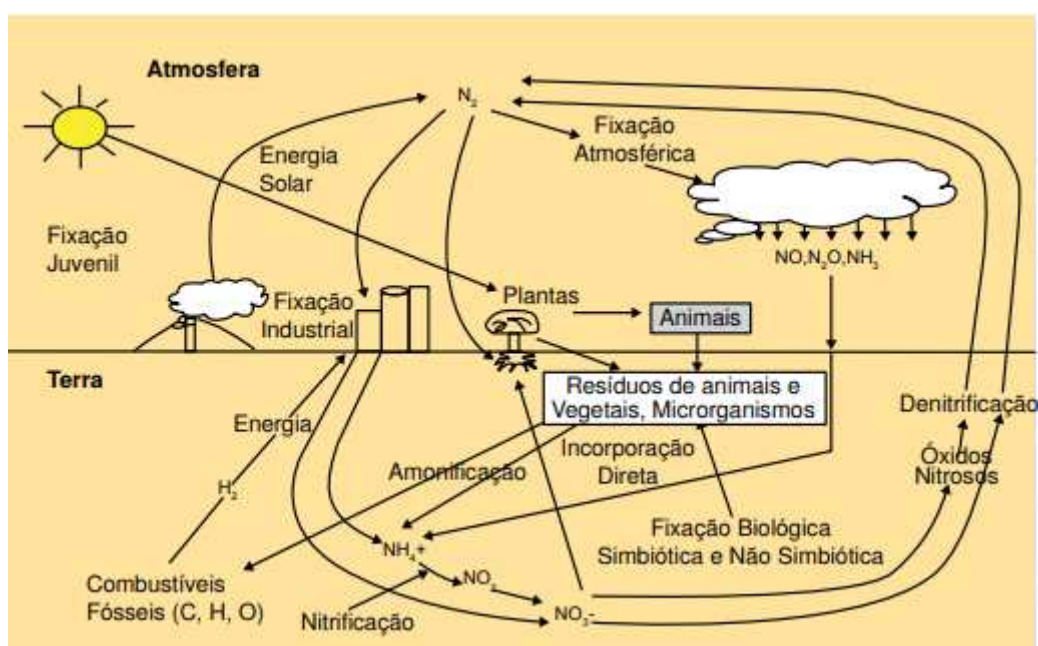 Atmosfera
N₂
Fixação
Atmosférica
Energia
Solar
Fixação
Juvenil
NO,N₂O,NH₃
Fixação
Industrial
Plantas
Animais
Terra
Resíduos de animais e
Vegetais, Microrganismos
Denitrificação
Energia
Amonificação
Incorporação
Direta
Óxidos
Nitrosos
H₂
Fixação Biológica
Simbiótica e Não Simbiótica
NH₄+
NO₂
Combustíveis
Fósseis (C, H, O)
Nitrificação
NO₃-